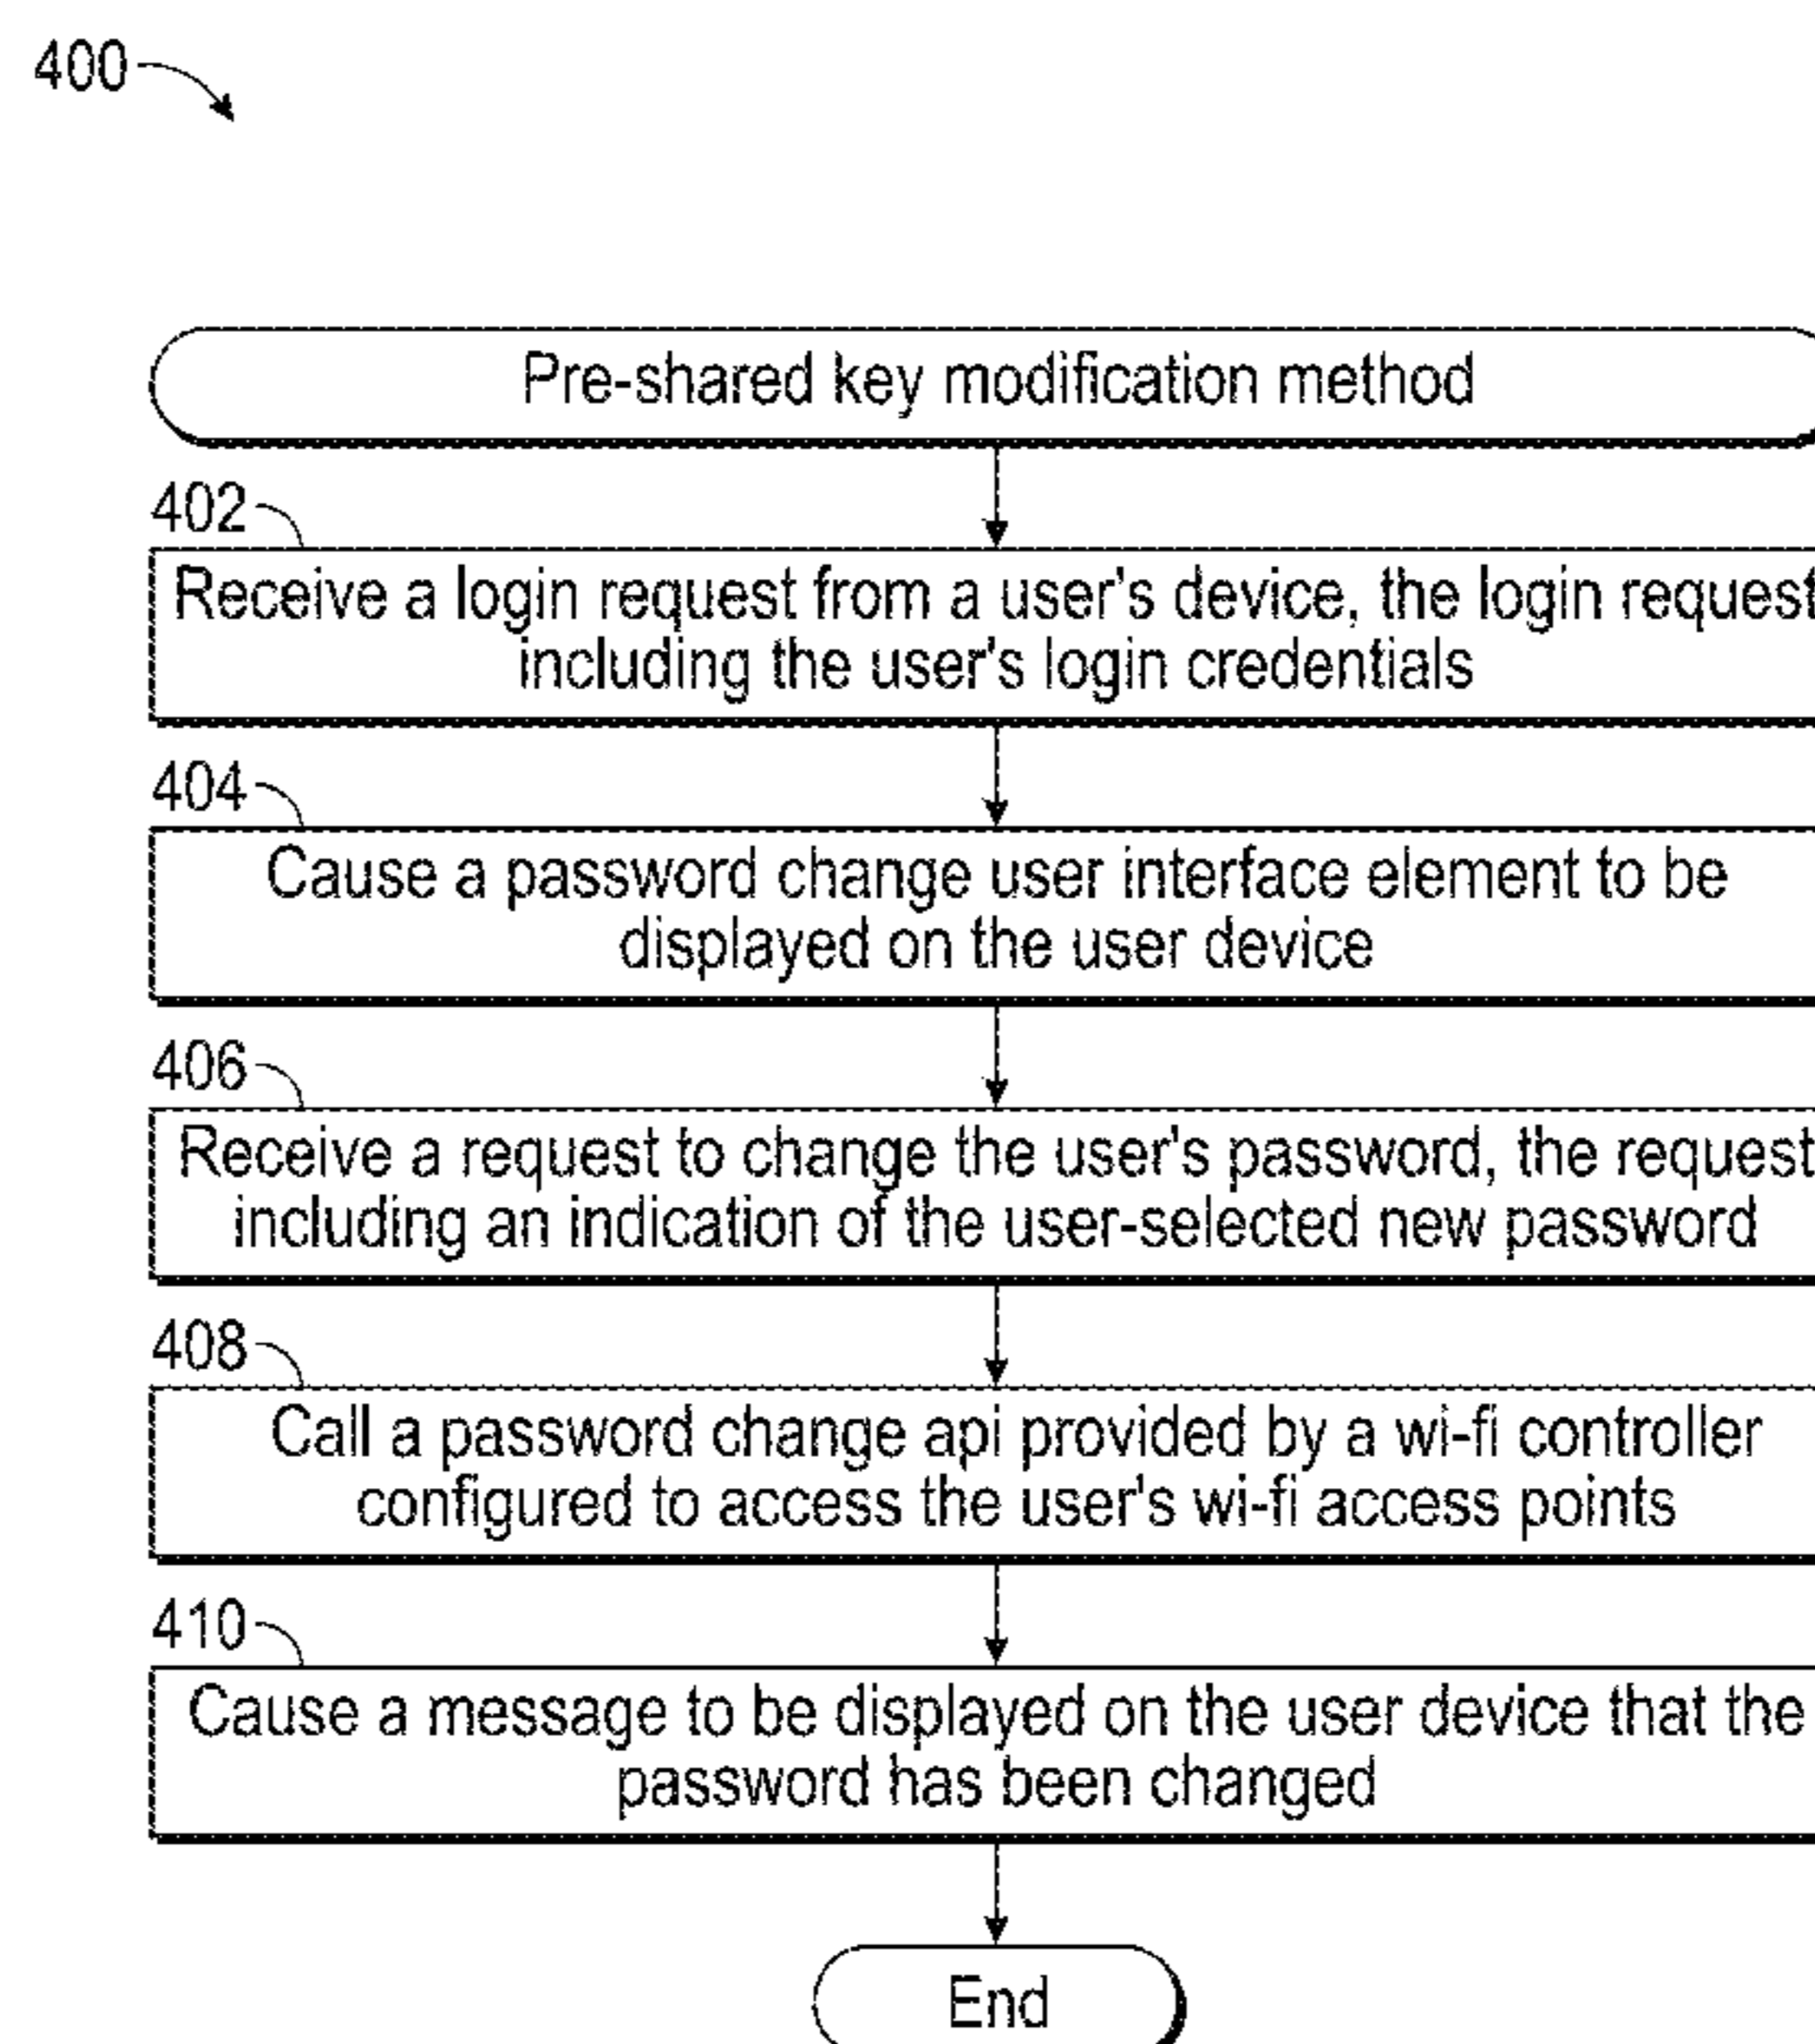 400
Pre-shared key modification method
402
Receive a login request from a user's device, the login request
including the user's login credentials
404
Cause a password change user interface element to be
displayed on the user device
406
Receive a request to change the user's password, the request
including an indication of the user-selected new password
408
Call a password change api provided by a wi-fi controller
configured to access the user's wi-fi access points
410
Cause a message to be displayed on the user device that the
password has been changed
End